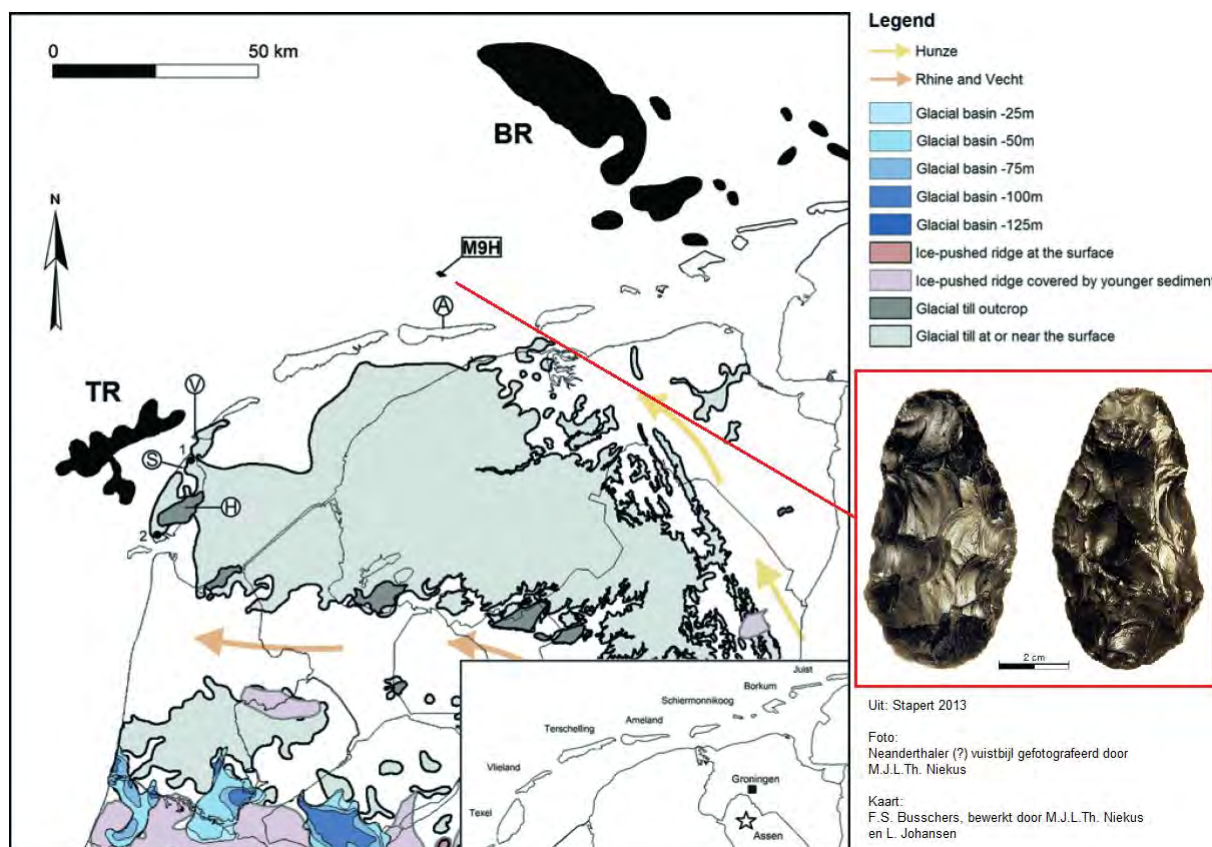 0 50 km
BR
N
M9H
A
TR
V
1
S
H
2
Juist
Borkum
Schiermonnikoog
Ameland
Terschelling
Vlieland
Texel
Groningen
Assen
Legend
Hunze
Rhine and Vecht
Glacial basin -25m
Glacial basin -50m
Glacial basin -75m
Glacial basin -100m
Glacial basin -125m
Ice-pushed ridge at the surface
Ice-pushed ridge covered by younger sediment
Glacial till outcrop
Glacial till at or near the surface
2 cm
Uit: Stapert 2013
Foto:
Neanderthaler (?) vuistbijl gefotografeerd door
M.J.L.Th. Niekus
Kaart:
F.S. Busschers, bewerkt door M.J.L.Th. Niekus
en L. Johansen